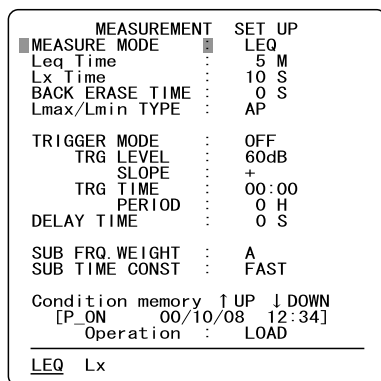 MEASUREMENT SET UP
MEASURE MODE : LEQ
Leq Time : 5 M
Lx Time : 10 S
BACK ERASE TIME : 0 S
Lmax/Lmin TYPE : AP
TRIGGER MODE : OFF
TRG LEVEL : 60dB
SLOPE : +
TRG TIME : 00:00
PERIOD : 0 H
DELAY TIME : 0 S
SUB FRQ.WEIGHT : A
SUB TIME CONST : FAST
Condition memory ↑UP ↓DOWN
[P_ON 00/10/08 12:34]
Operation : LOAD
LEQ Lx